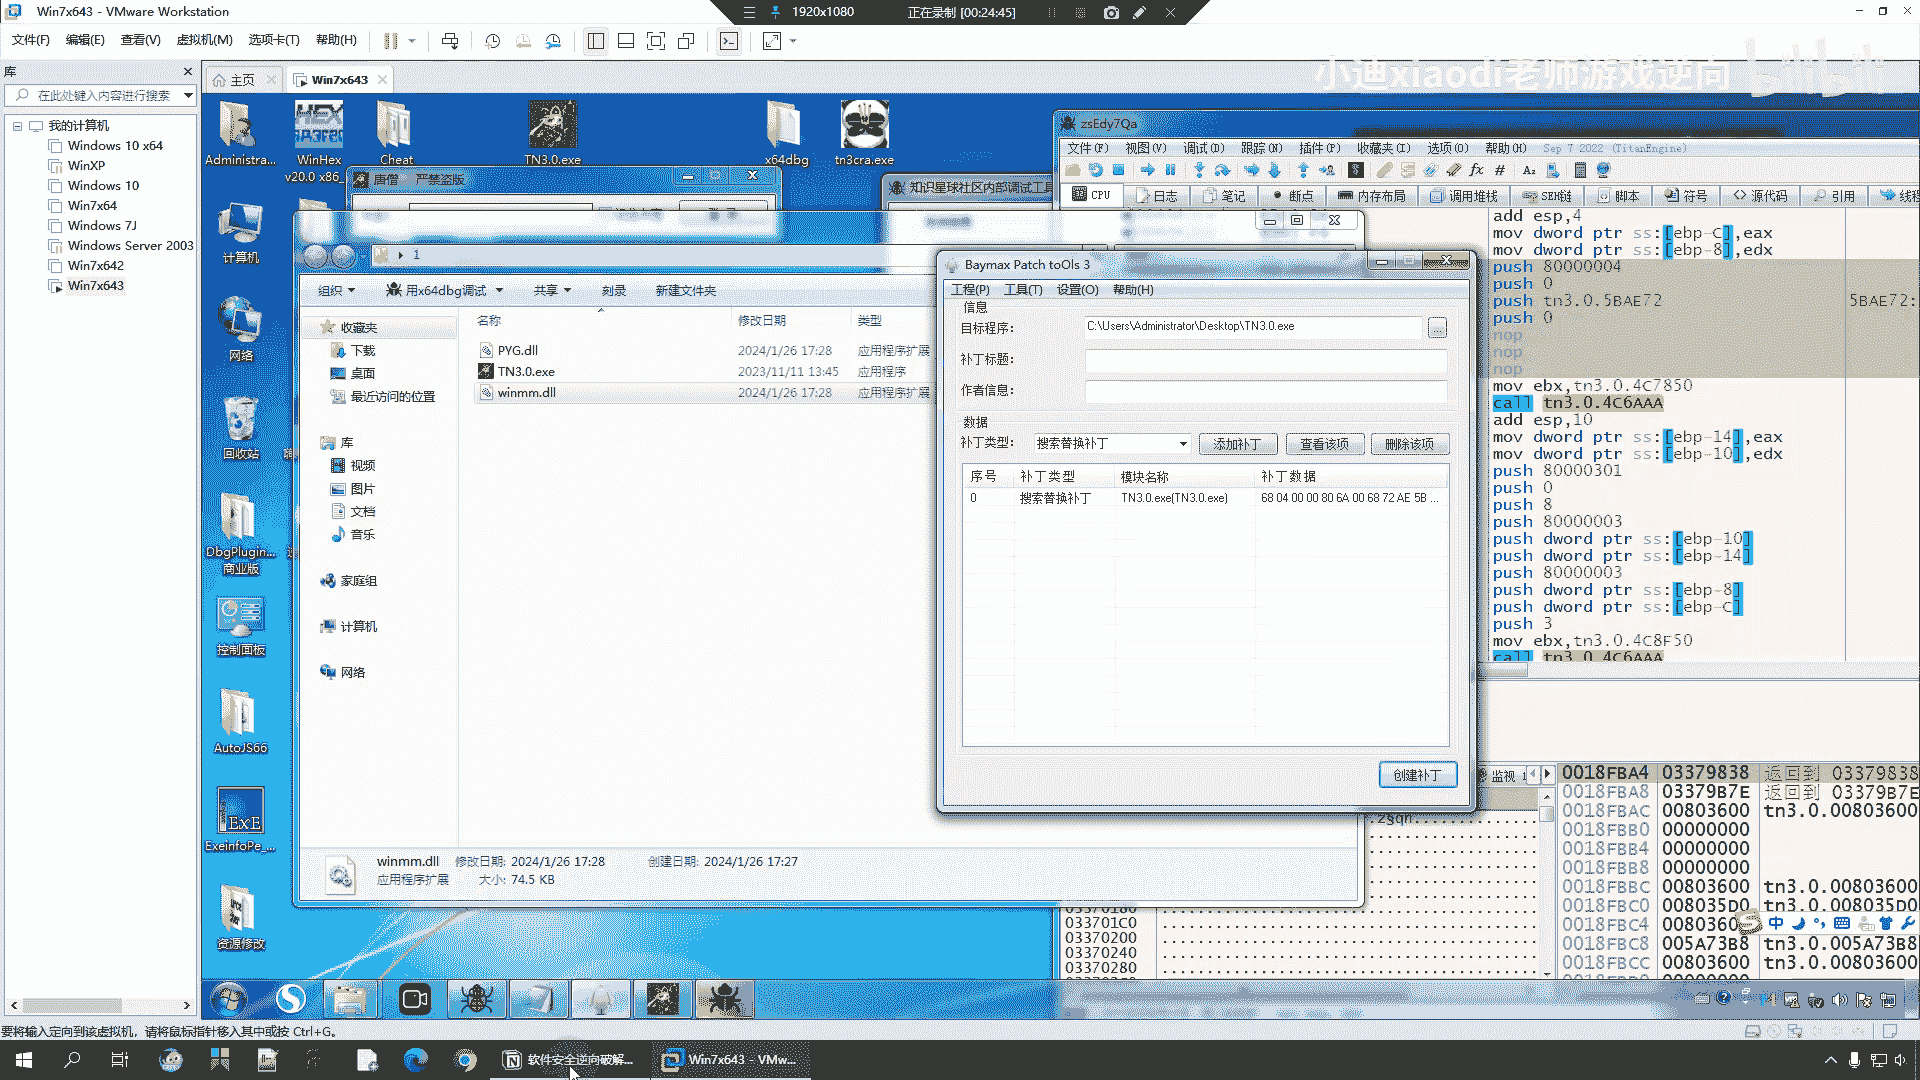 Win7x643 - VMware Workstation
1920x1080
正在录制 [00:24:45]
文件(F) 编辑(E) 查看(V) 虚拟机(M) 选项卡(T) 帮助(H)
小迪xiaodi老师游戏逆向
bilibili
库
在此处键入内容进行搜索
我的计算机
Windows 10 x64
WinXP
Windows 10
Win7x64
Windows 7J
Windows Server 2003
Win7x642
Win7x643
主页
Win7x643
Administra...
WinHex
v20.0 x86_
Cheat
TN3.0.exe
x64dbg
tn3cra.exe
计算机
网络
回收站
DbgPlugin...
商业版
控制面板
AutoJS66
ExeinfoPe_...
资源修改
唐僧 严禁盗版
知识星球社区内部调试工具
1
组织
用x64dbg调试
共享
刻录
新建文件夹
收藏夹
下载
桌面
最近访问的位置
库
视频
图片
文档
音乐
家庭组
计算机
网络
名称 修改日期 类型
PYG.dll 2024/1/26 17:28 应用程序扩展
TN3.0.exe 2023/11/11 13:45 应用程序
winmm.dll 2024/1/26 17:28 应用程序扩展
winmm.dll 修改日期: 2024/1/26 17:28 创建日期: 2024/1/26 17:27
应用程序扩展 大小: 74.5 KB
Baymax Patch toOls 3
工程(P) 工具(T) 设置(O) 帮助(H)
信息
目标程序: C:\Users\Administrator\Desktop\TN3.0.exe
...
补丁标题:
作者信息:
数据
补丁类型: 搜索替换补丁 添加补丁 查看该项 删除该项
序号 补丁类型 模块名称 补丁数据
0 搜索替换补丁 TN3.0.exe(TN3.0.exe) 68 04 00 00 80 6A 00 68 72 AE 5B ...
创建补丁
zsEdy7Qa
文件(F) 视图(V) 调试(D) 跟踪(N) 插件(P) 收藏夹(I) 选项(O) 帮助(H) Sep 7 2022 (TitanEngine)
CPU 日志 笔记 断点 内存布局 调用堆栈 SEH链 脚本 符号 源代码 引用 线程
add esp,4
mov dword ptr ss:[ebp-C],eax
mov dword ptr ss:[ebp-8],edx
push 80000004
push 0
push tn3.0.5BAE72 5BAE72:
push 0
nop
nop
nop
mov ebx,tn3.0.4C7850
call tn3.0.4C6AAA
add esp,10
mov dword ptr ss:[ebp-14],eax
mov dword ptr ss:[ebp-10],edx
push 80000301
push 0
push 8
push 80000003
push dword ptr ss:[ebp-10]
push dword ptr ss:[ebp-14]
push 80000003
push dword ptr ss:[ebp-8]
push dword ptr ss:[ebp-C]
push 3
mov ebx,tn3.0.4C8F50
call tn3.0.4C6AAA
监视 1
0018FBA4 03379838 返回到 03379838
0018FBA8 03379B7E 返回到 03379B7E
0018FBAC 00803600 tn3.0.00803600
0018FBB0 00000000
0018FBB4 00000000
0018FBB8 00000000
0018FBBC 00803600 tn3.0.00803600
0018FBC0 008035D0 tn3.0.008035D0
0018FBC4 0080360
0018FBC8 005A73B8 tn3.0.005A73B8
0018FBCC 00803600 tn3.0.00803600
.2§qñ........
03370180
033701C0
03370200
03370240
03370280
中
要将输入定向到该虚拟机，请将鼠标指针移入其中或按 Ctrl+G。
软件安全逆向破解...
Win7x643 - VMw...